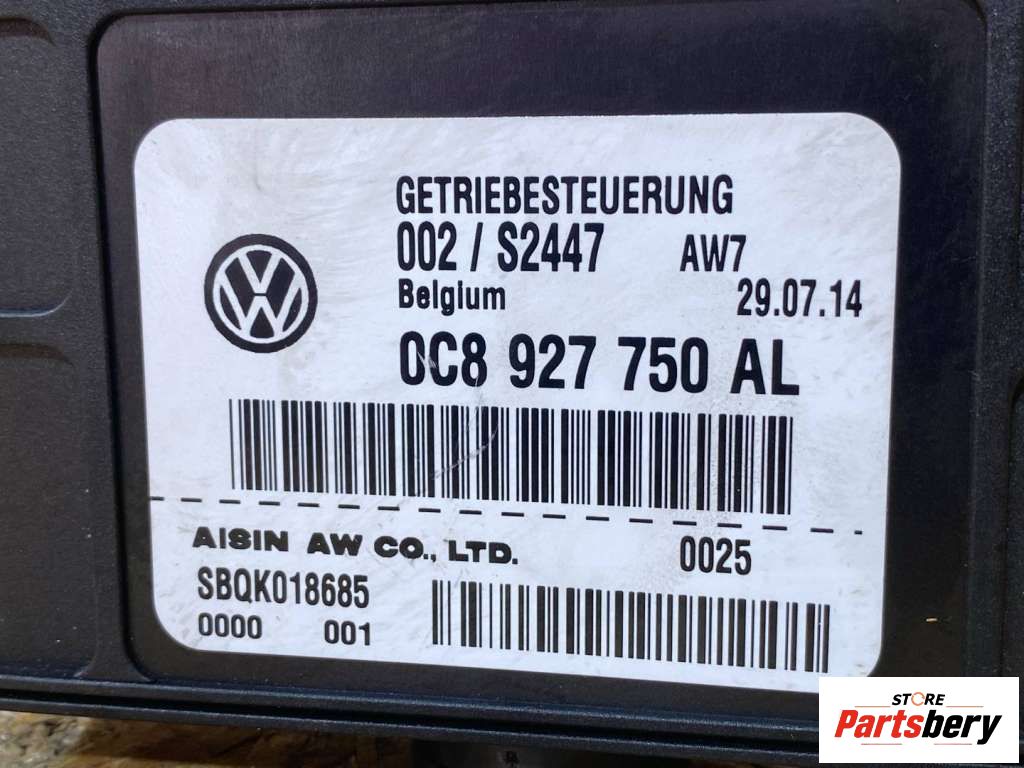 GETRIEBESTEUERUNG
002 / S2447 AW7
Belgium 29.07.14
0C8 927 750 AL
AISIN AW CO., LTD. 0025
SBQK018685
0000 001
STORE
Partsbery